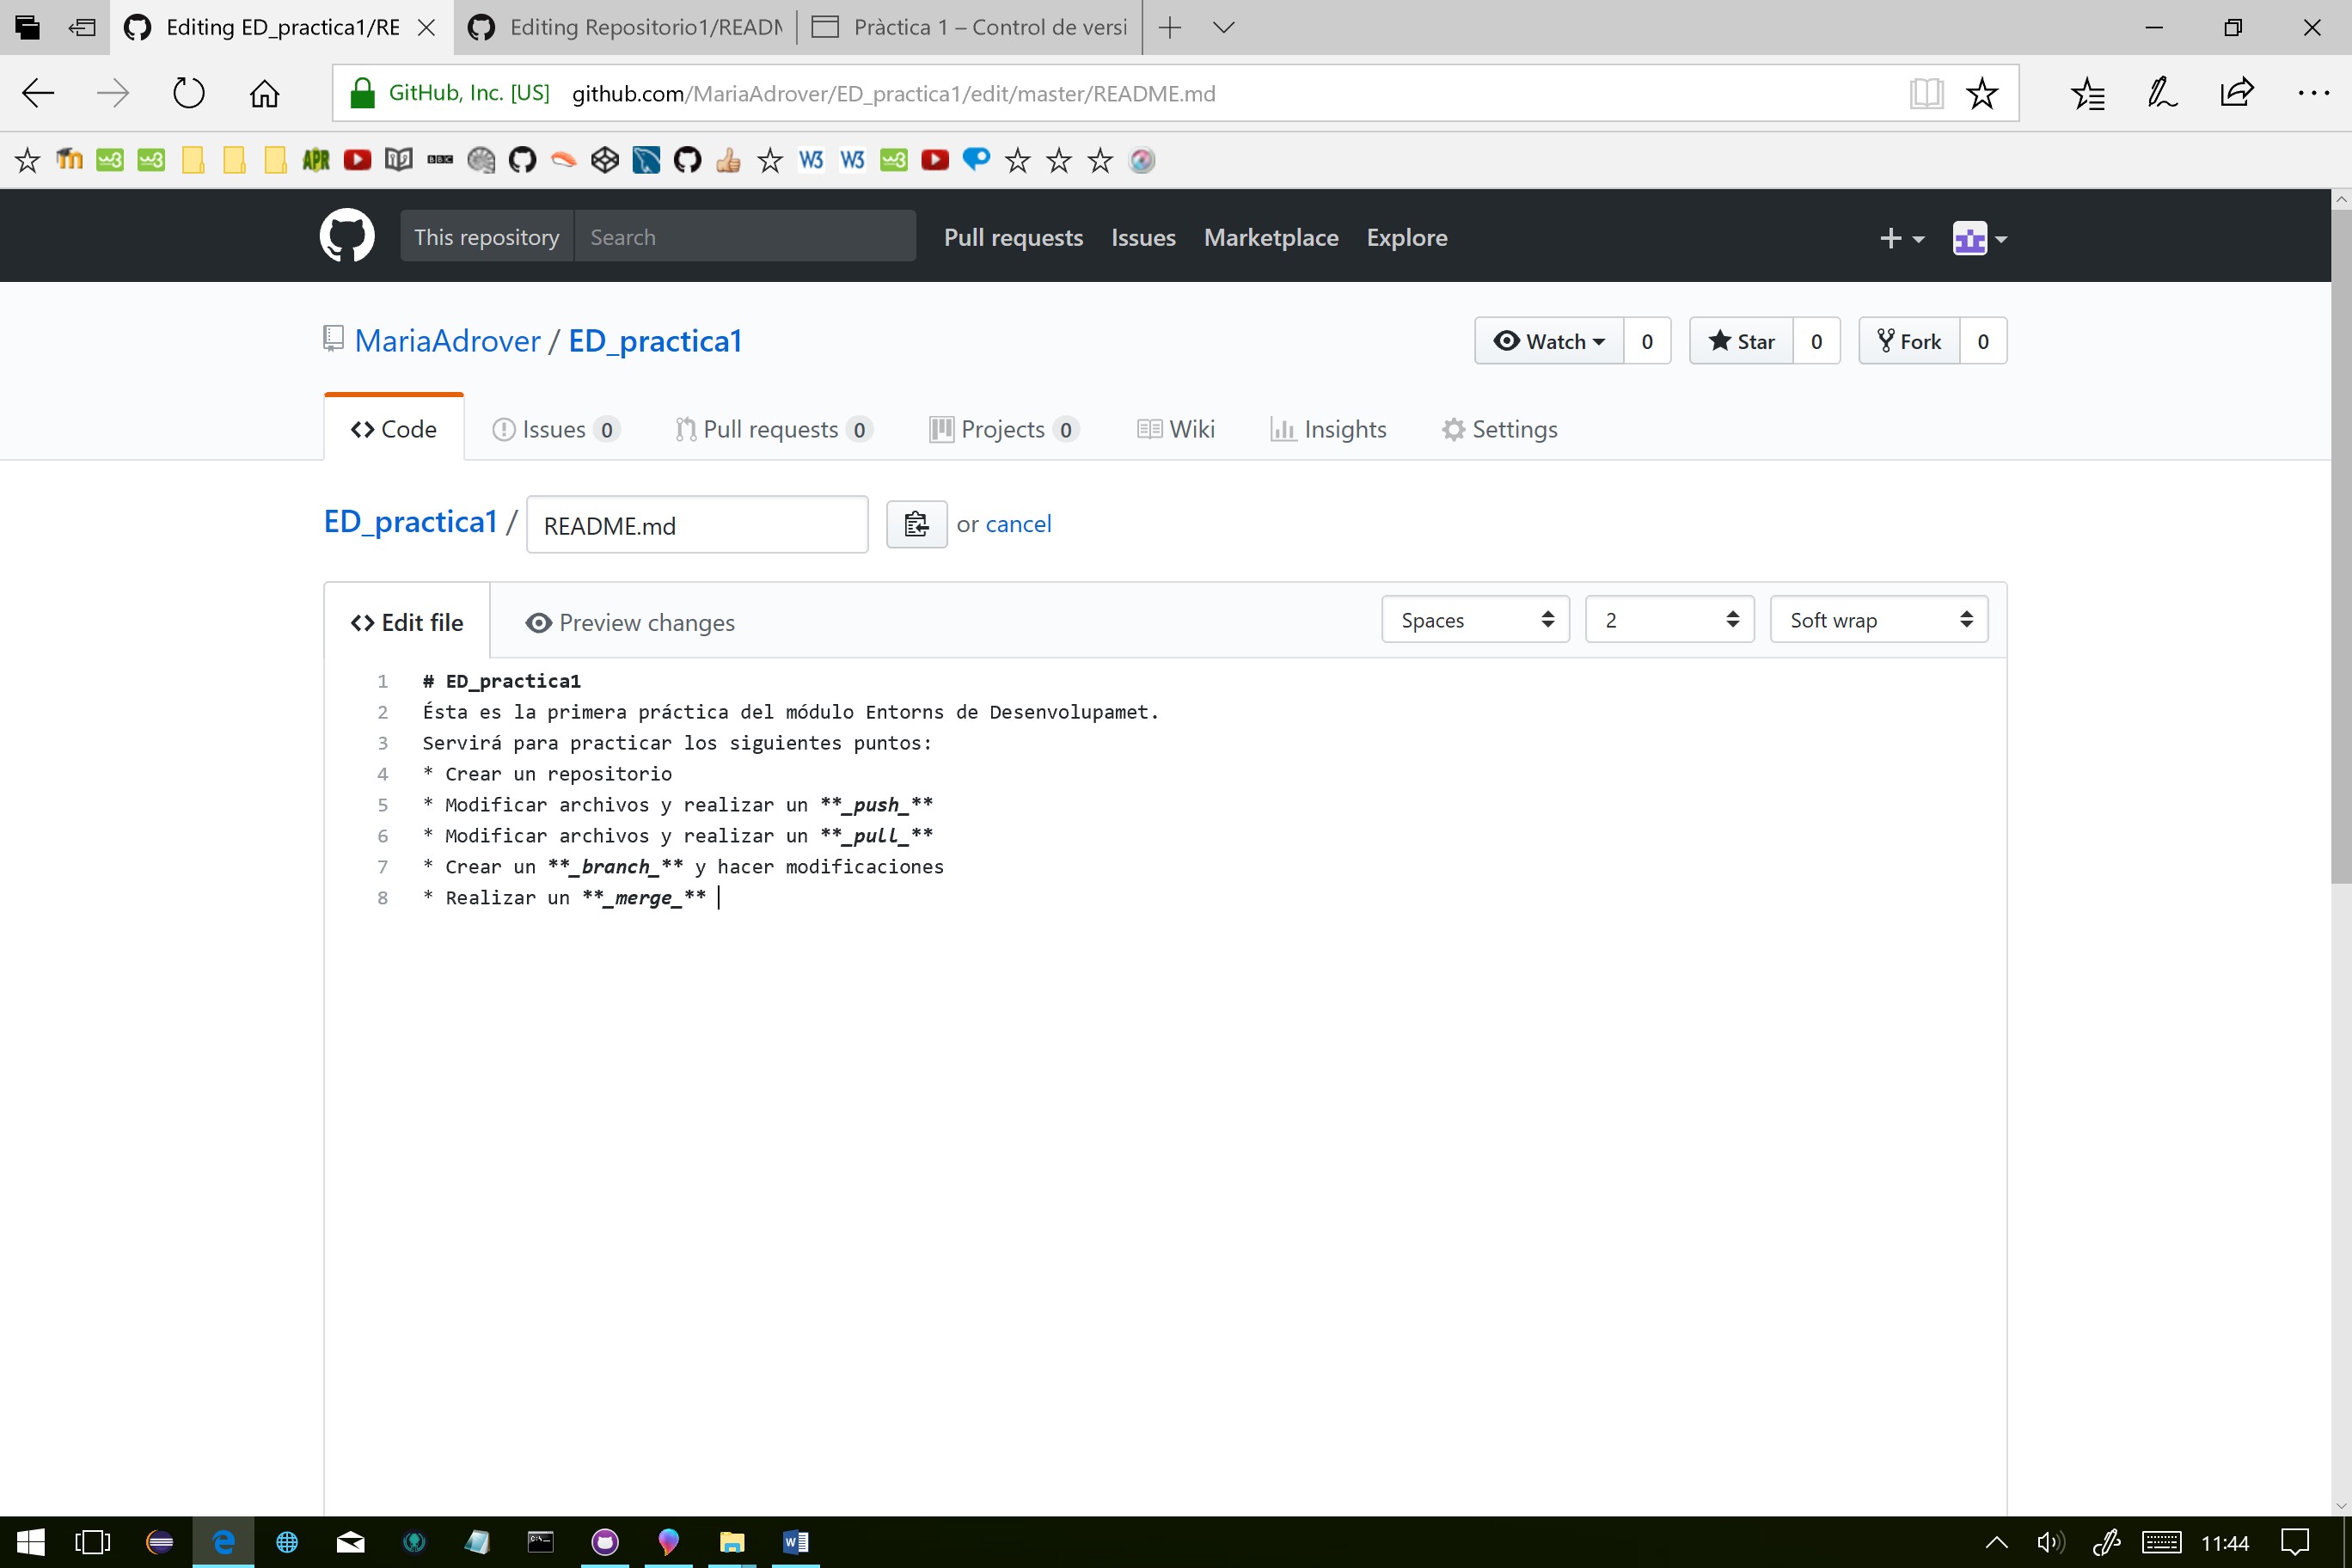 Editing ED_practica1/RE
Editing Repositorio1/READM
Pràctica 1 – Control de versi
GitHub, Inc. [US] github.com/MariaAdrover/ED_practica1/edit/master/README.md
This repository Search Pull requests Issues Marketplace Explore
MariaAdrover / ED_practica1
Watch 0 Star 0 Fork 0
Code Issues 0 Pull requests 0 Projects 0 Wiki Insights Settings
ED_practica1 / README.md or cancel
Edit file Preview changes Spaces 2 Soft wrap
1 # ED_practica1
2 Ésta es la primera práctica del módulo Entorns de Desenvolupamet.
3 Servirá para practicar los siguientes puntos:
4 * Crear un repositorio
5 * Modificar archivos y realizar un **_push_**
6 * Modificar archivos y realizar un **_pull_**
7 * Crear un **_branch_** y hacer modificaciones
8 * Realizar un **_merge_**
11:44